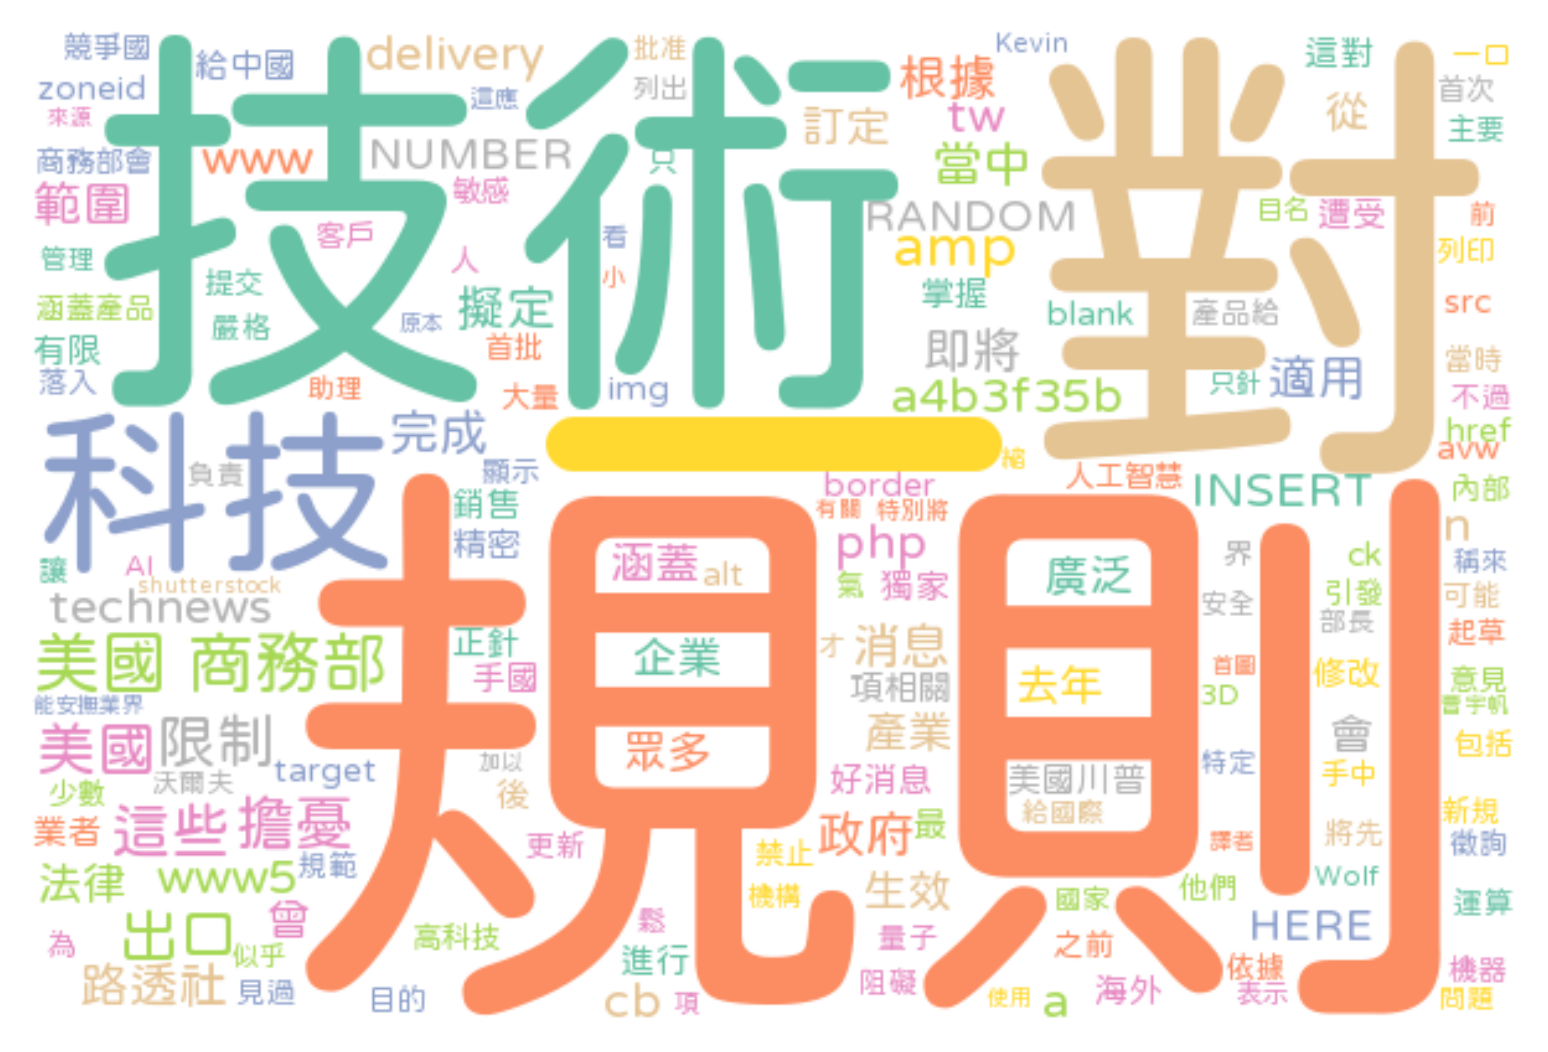 技術
對
規則
一
科技
競爭國
給中國
delivery
批准
Kevin
這對
一口
zoneid
這應
列出
根據
首次
來源
訂定
tw
從
主要
商務部會
www
NUMBER
只
當中
範圍
敏感
RANDOM
目名
遭受
前
客戶
看
amp
列印
管理
人
小
提交
掌握
涵蓋產品
擬定
blank
產品給
src
嚴格
原本
有限
首批
即將
當時
落入
助理
大量
img
a4b3f35b
只針
適用
不過
完成
href
avw
負責
顯示
縮
人工智慧
border
INSERT
內部
銷售
有關
特別將
n
精密
php
涵蓋
alt
廣泛
界
ck
稱來
讓
AI
shutterstock
氣
獨家
technews
安全
引發
可能
部長
起草
美國
商務部
正針
企業
才
消息
手國
首圖
去年
3D
修改
意見
項相關
能安撫業界
曹宇帆
美國
限制
眾多
產業
會
包括
加以
target
沃爾夫
好消息
美國川普
特定
手中
少數
後
給國際
新規
業者
這些
擔憂
政府
最
將先
更新
禁止
譯者
徵詢
法律
www5
規範
機構
生效
國家
他們
Wolf
運算
出口
曾
鬆
HERE
為
高科技
量子
之前
似乎
進行
依據
機器
路透社
見過
目的
阻礙
cb
項
使用
a
海外
表示
問題